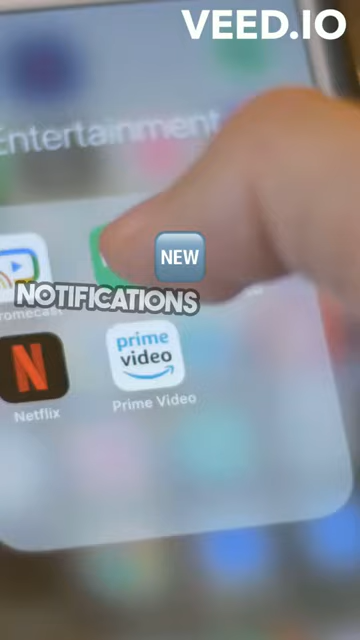 VEED.IO
Entertainment
NEW
NOTIFICATIONS
romecast
prime
video
N
Netflix
Prime Video